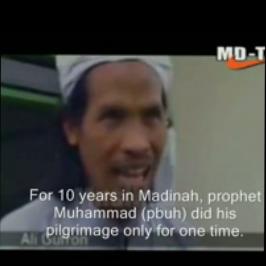 MD-T
For 10 years in Madinah, prophet
Muhammad (pbuh) did his
pilgrimage only for one time.
Ali Gufron